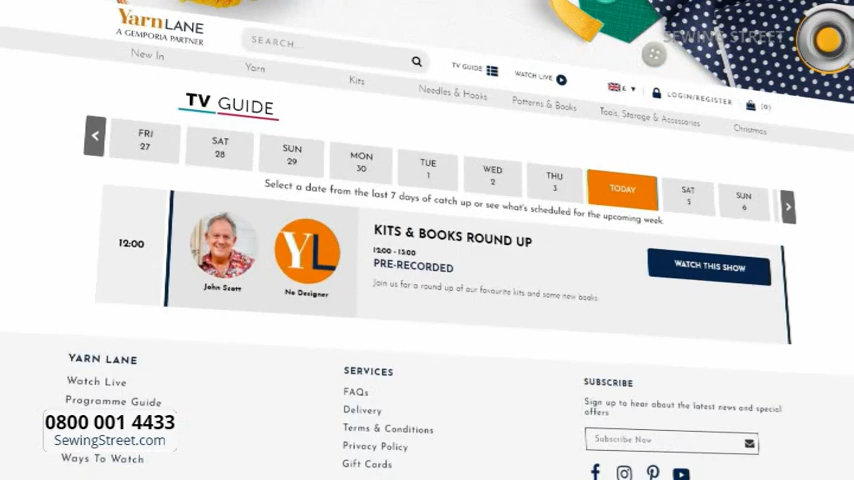 Yarn LANE
A GEMPORIA PARTNER
SEARCH...
TV GUIDE
WATCH LIVE
£
LOGIN/REGISTER
(0)
SEWING STREET
New In
Yarn
Kits
Needles & Hooks
Patterns & Books
Tools, Storage & Accessories
Christmas
TV GUIDE
FRI
27
SAT
28
SUN
29
MON
30
TUE
1
WED
2
THU
3
TODAY
SAT
5
SUN
6
Select a date from the last 7 days of catch up or see what's scheduled for the upcoming week.
12:00
YL
John Scott
No Designer
KITS & BOOKS ROUND UP
12:00 - 13:00
PRE-RECORDED
Join us for a round up of our favourite kits and some new books.
WATCH THIS SHOW
YARN LANE
Watch Live
Programme Guide
0800 001 4433
SewingStreet.com
Ways To Watch
SERVICES
FAQs
Delivery
Terms & Conditions
Privacy Policy
Gift Cards
SUBSCRIBE
Sign up to hear about the latest news and special
offers
Subscribe Now